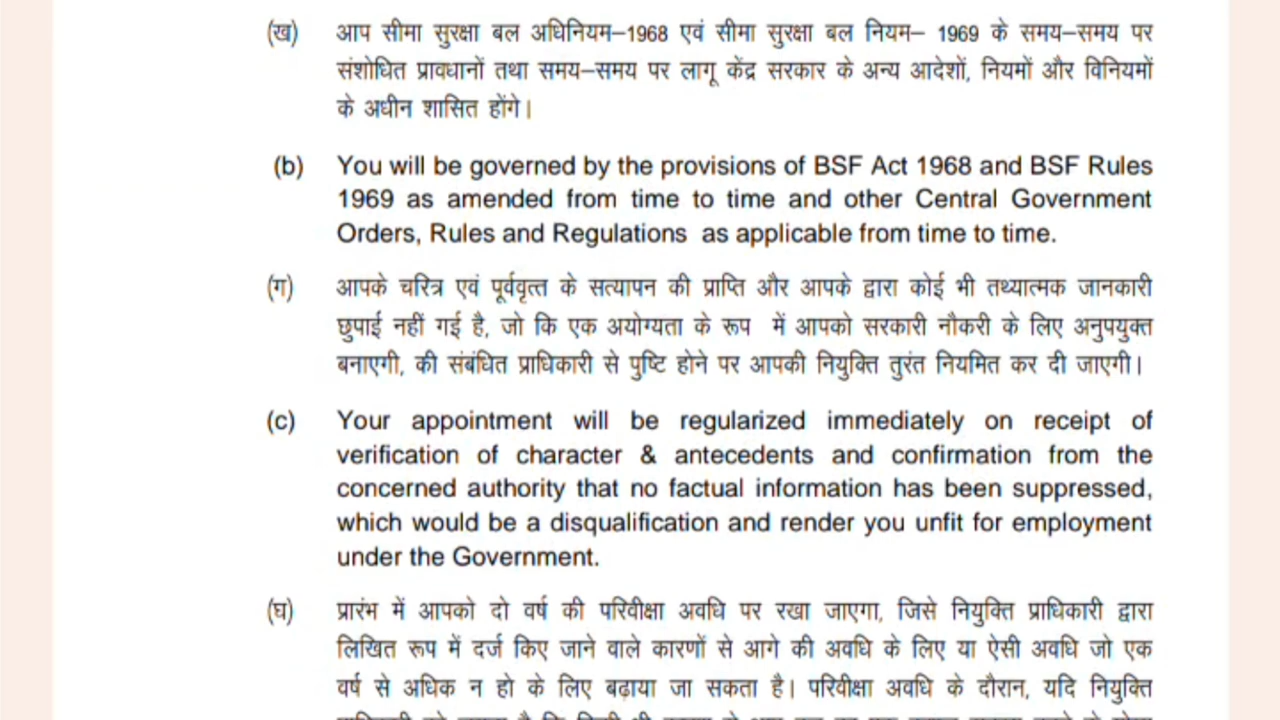 (ख) आप सीमा सुरक्षा बल अधिनियम–1968 एवं सीमा सुरक्षा बल नियम– 1969 के समय–समय पर
संशोधित प्रावधानों तथा समय–समय पर लागू केंद्र सरकार के अन्य आदेशों, नियमों और विनियमों
के अधीन शासित होंगे।
(b) You will be governed by the provisions of BSF Act 1968 and BSF Rules
1969 as amended from time to time and other Central Government
Orders, Rules and Regulations as applicable from time to time.
(ग) आपके चरित्र एवं पूर्ववृत्त के सत्यापन की प्राप्ति और आपके द्वारा कोई भी तथ्यात्मक जानकारी
छुपाई नहीं गई है, जो कि एक अयोग्यता के रूप में आपको सरकारी नौकरी के लिए अनुपयुक्त
बनाएगी, की संबंधित प्राधिकारी से पुष्टि होने पर आपकी नियुक्ति तुरंत नियमित कर दी जाएगी।
(c) Your appointment will be regularized immediately on receipt of
verification of character & antecedents and confirmation from the
concerned authority that no factual information has been suppressed,
which would be a disqualification and render you unfit for employment
under the Government.
(घ) प्रारंभ में आपको दो वर्ष की परिवीक्षा अवधि पर रखा जाएगा, जिसे नियुक्ति प्राधिकारी द्वारा
लिखित रूप में दर्ज किए जाने वाले कारणों से आगे की अवधि के लिए या ऐसी अवधि जो एक
वर्ष से अधिक न हो के लिए बढ़ाया जा सकता है। परिवीक्षा अवधि के दौरान, यदि नियुक्ति